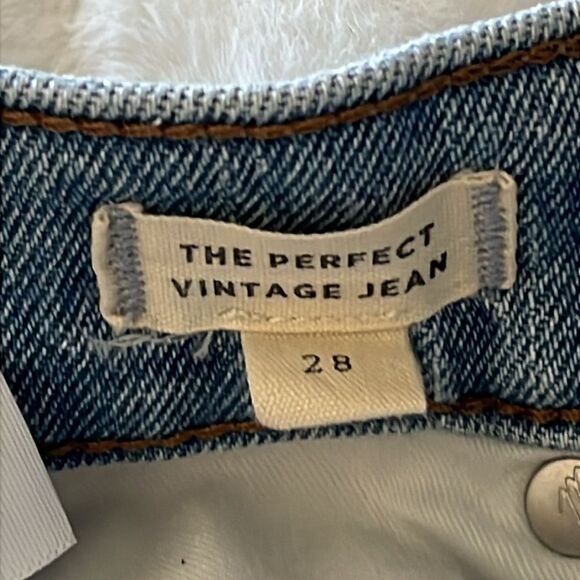 THE PERFECT
VINTAGE JEAN
28